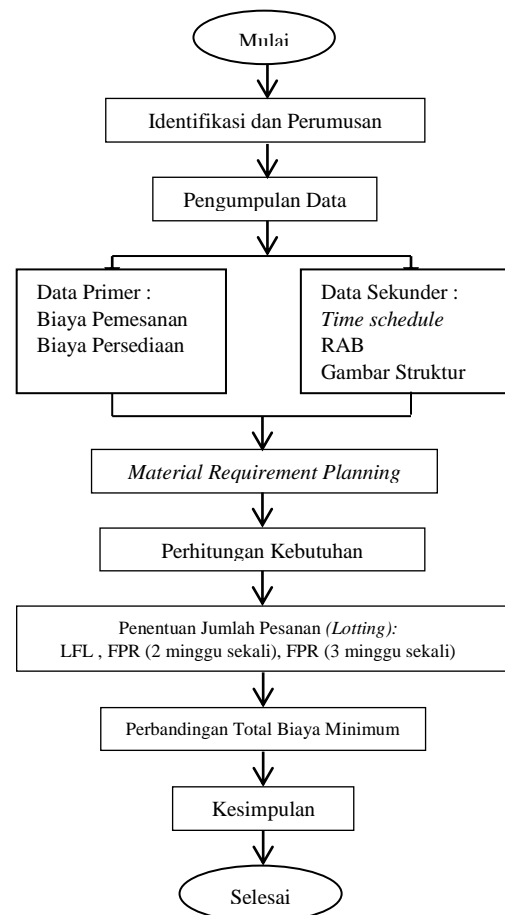 Mulai
Identifikasi dan Perumusan
Pengumpulan Data
Data Primer :
Biaya Pemesanan
Biaya Persediaan
Data Sekunder :
Time schedule
RAB
Gambar Struktur
Material Requirement Planning
Perhitungan Kebutuhan
Penentuan Jumlah Pesanan (Lotting):
LFL , FPR (2 minggu sekali), FPR (3 minggu sekali)
Perbandingan Total Biaya Minimum
Kesimpulan
Selesai